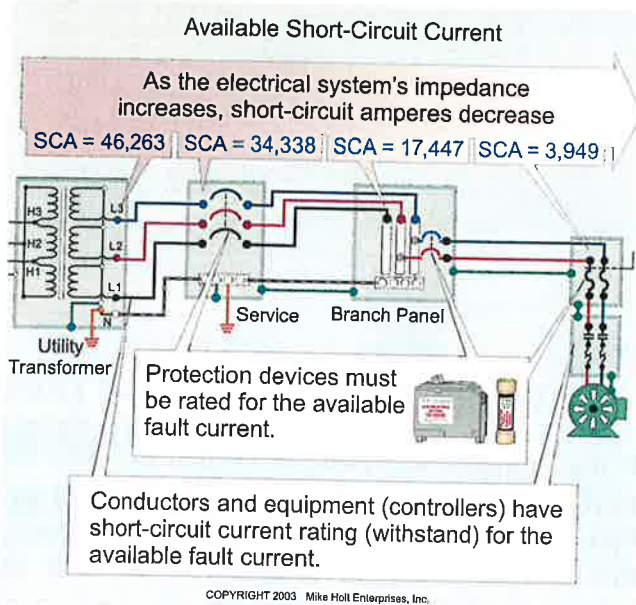 Available Short-Circuit Current
As the electrical system's impedance
increases, short-circuit amperes decrease
SCA = 46,263 SCA = 34,338 SCA = 17,447 SCA = 3,949
H3
H2
H1
L3
L2
L1
N
Utility
Transformer
Service
Branch Panel
Protection devices must
be rated for the available
fault current.
Conductors and equipment (controllers) have
short-circuit current rating (withstand) for the
available fault current.
COPYRIGHT 2003 Mike Holt Enterprises, Inc.